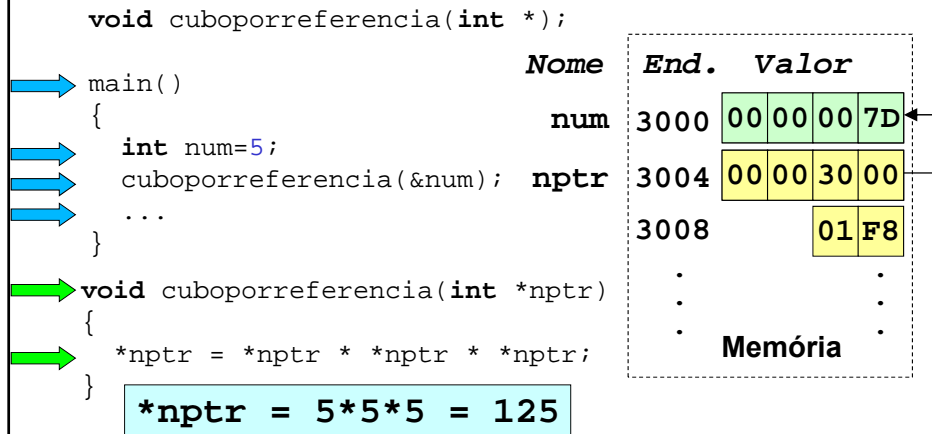 void cuboporreferencia(int *);
main()
{
int num=5;
cuboporreferencia(&num);
...
}
void cuboporreferencia(int *nptr)
{
*nptr = *nptr * *nptr * *nptr;
}
*nptr = 5*5*5 = 125
Nome End. Valor
num 3000 00 00 00 7D
nptr 3004 00 00 30 00
3008 01 F8
. .
. .
. .
Memória